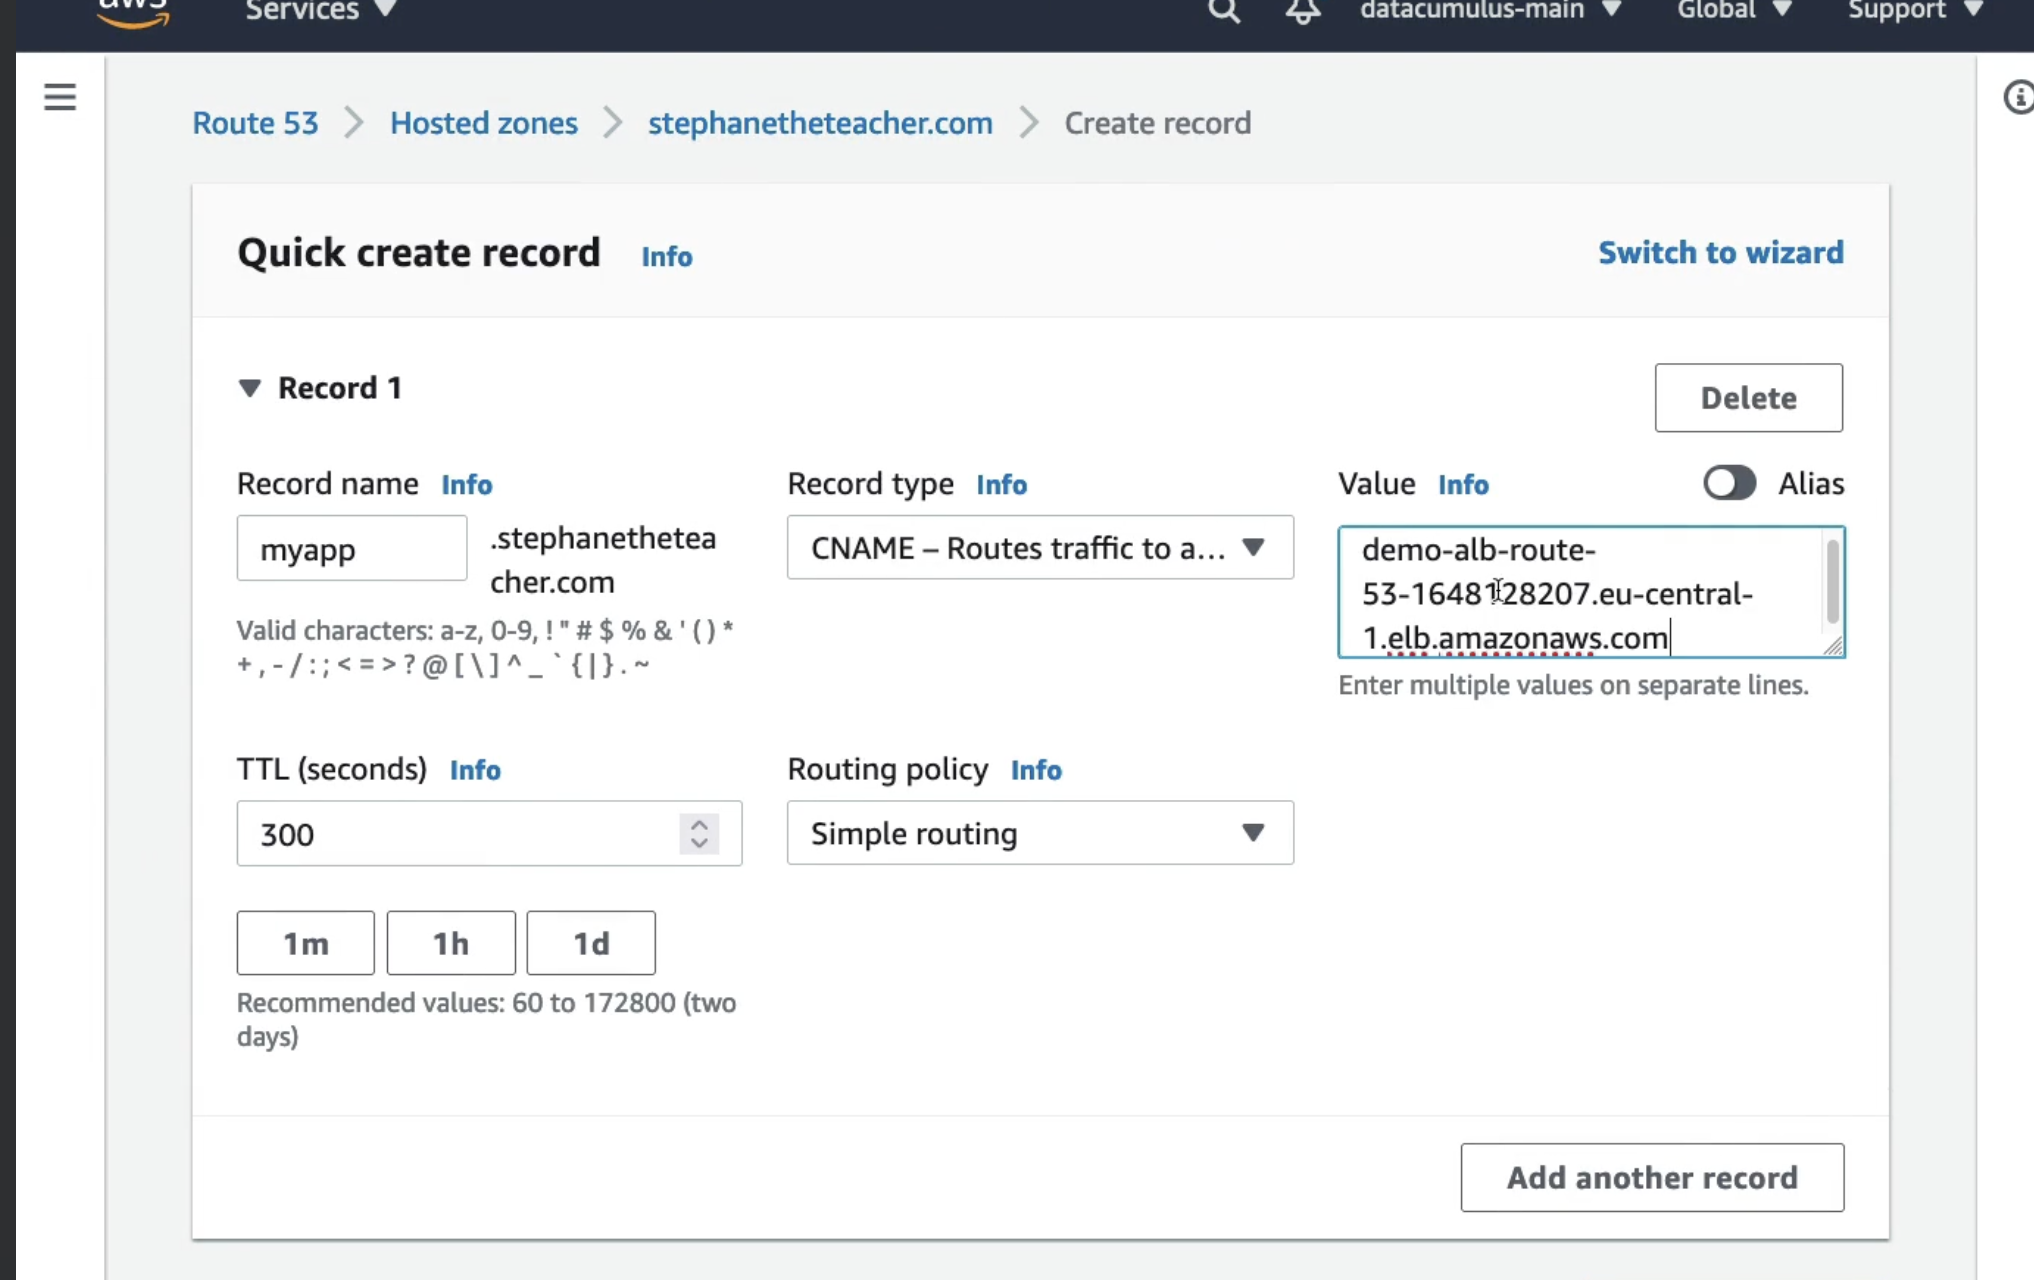 aws Services datacumulus-main Global Support
Route 53 Hosted zones stephanetheteacher.com Create record
Quick create record Info Switch to wizard
Record 1
Delete
Record name Info Record type Info Value Info Alias
myapp
.stephanethetea
cher.com
CNAME – Routes traffic to a...
demo-alb-route-
53-1648128207.eu-central-
1.elb.amazonaws.com
Valid characters: a-z, 0-9, ! " # $ % & ' ( ) *
+ , - / : ; < = > ? @ [ \ ] ^ _ ` { | } . ~
Enter multiple values on separate lines.
TTL (seconds) Info Routing policy Info
300 Simple routing
1m 1h 1d
Recommended values: 60 to 172800 (two
days)
Add another record